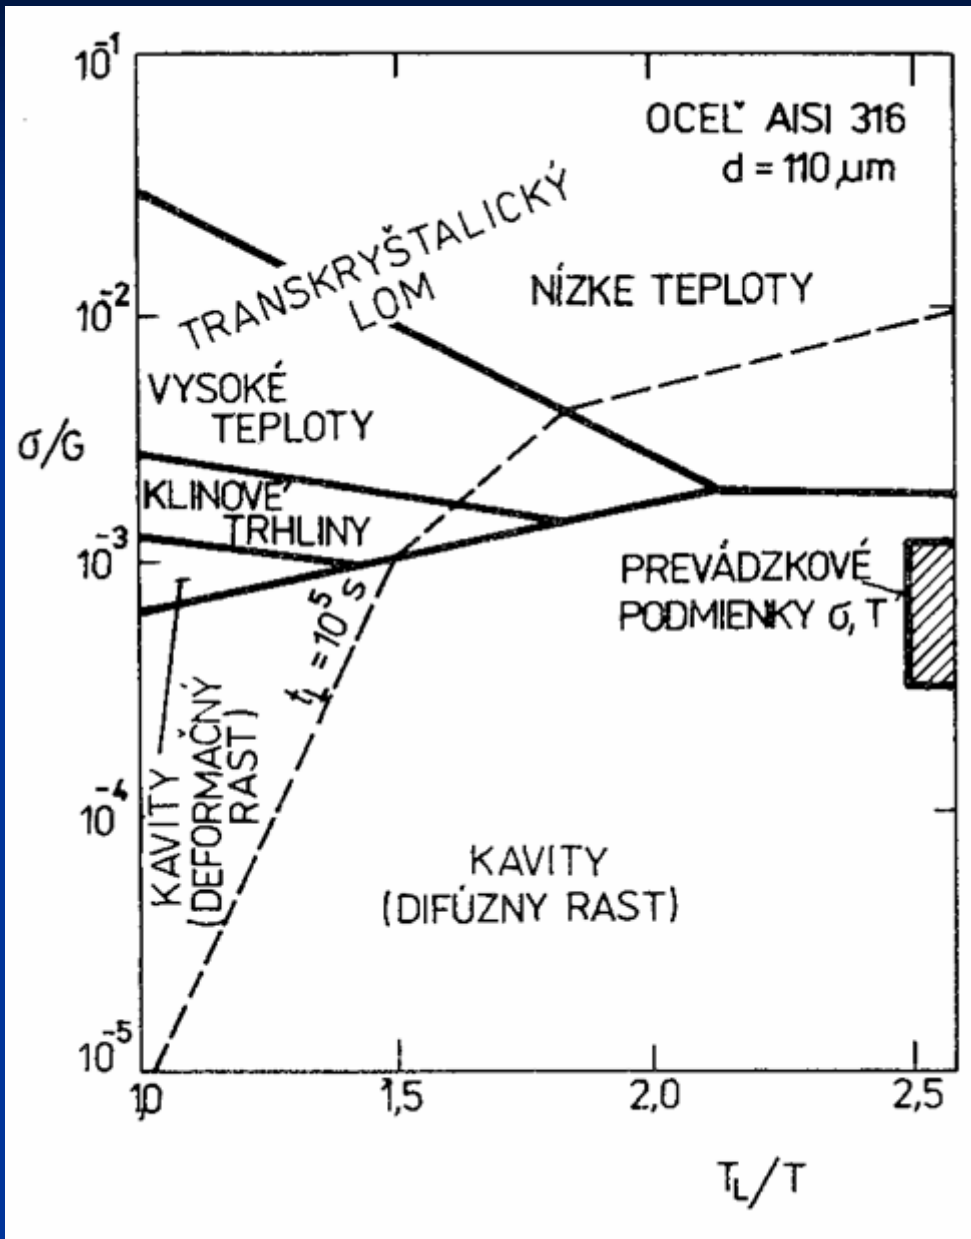 10⁻¹
OCEĽ AISI 316
d = 110 μm
TRANSKRYŠTALICKÝ
LOM
NÍZKE TEPLOTY
10⁻²
VYSOKÉ
TEPLOTY
σ/G
KLINOVÉ
TRHLINY
10⁻³
PREVÁDZKOVÉ
PODMIENKY σ, T
t_L = 10⁵ s
KAVITY
(DEFORMAČNÝ
RAST)
10⁻⁴
KAVITY
(DIFÚZNY RAST)
10⁻⁵
1,0 1,5 2,0 2,5
T_L/T